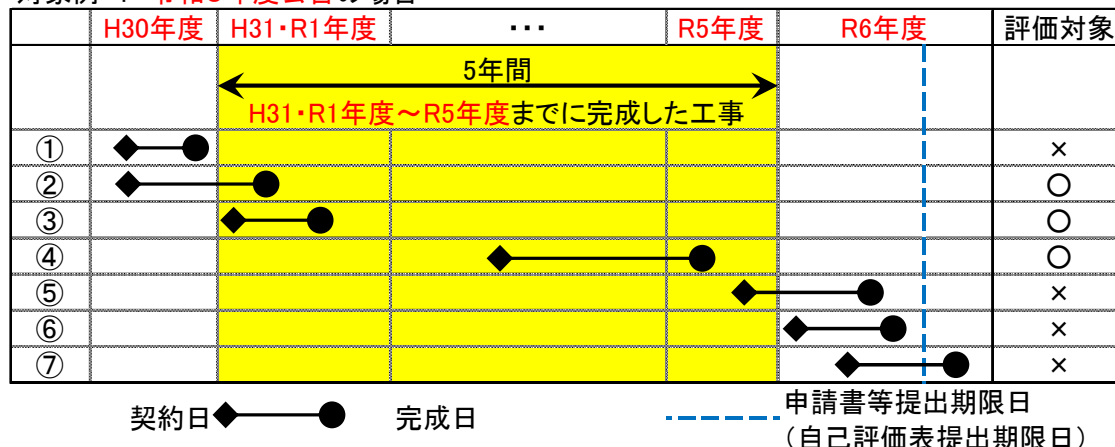 H30年度 H31・R1年度 ・・・ R5年度 R6年度 評価対象
5年間
H31・R1年度～R5年度までに完成した工事
① ×
② ○
③ ○
④ ○
⑤ ×
⑥ ×
⑦ ×
契約日 完成日 申請書等提出期限日
（自己評価表提出期限日）